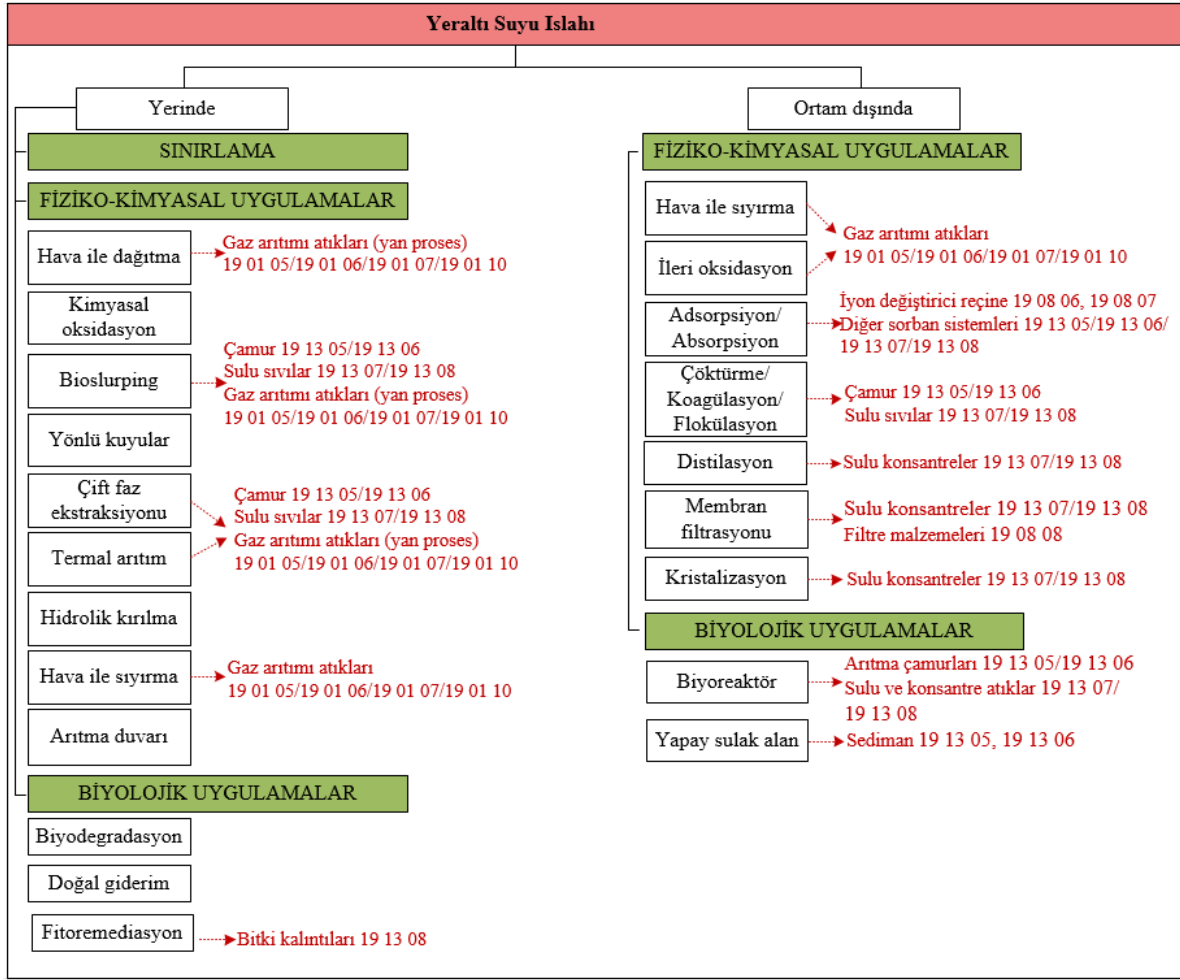 Yeraltı Suyu Islahı
Yerinde
SINIRLAMA
FİZİKO-KİMYASAL UYGULAMALAR
Hava ile dağıtma
Gaz arıtımı atıkları (yan proses)
19 01 05/19 01 06/19 01 07/19 01 10
Kimyasal
oksidasyon
Bioslurping
Çamur 19 13 05/19 13 06
Sulu sıvılar 19 13 07/19 13 08
Gaz arıtımı atıkları (yan proses)
19 01 05/19 01 06/19 01 07/19 01 10
Yönlü kuyular
Çift faz
ekstraksiyonu
Termal arıtım
Çamur 19 13 05/19 13 06
Sulu sıvılar 19 13 07/19 13 08
Gaz arıtımı atıkları (yan proses)
19 01 05/19 01 06/19 01 07/19 01 10
Hidrolik kırılma
Hava ile sıyırma
Gaz arıtımı atıkları
19 01 05/19 01 06/19 01 07/19 01 10
Arıtma duvarı
BİYOLOJİK UYGULAMALAR
Biyodegradasyon
Doğal giderim
Fitoremediasyon
Bitki kalıntıları 19 13 08
Ortam dışında
FİZİKO-KİMYASAL UYGULAMALAR
Hava ile sıyırma
İleri oksidasyon
Gaz arıtımı atıkları
19 01 05/19 01 06/19 01 07/19 01 10
Adsorpsiyon/
Absorpsiyon
İyon değiştirici reçine 19 08 06, 19 08 07
Diğer sorban sistemleri 19 13 05/19 13 06/
19 13 07/19 13 08
Çöktürme/
Koagülasyon/
Flokülasyon
Çamur 19 13 05/19 13 06
Sulu sıvılar 19 13 07/19 13 08
Distilasyon
Sulu konsantreler 19 13 07/19 13 08
Membran
filtrasyonu
Sulu konsantreler 19 13 07/19 13 08
Filtre malzemeleri 19 08 08
Kristalizasyon
Sulu konsantreler 19 13 07/19 13 08
BİYOLOJİK UYGULAMALAR
Biyoreaktör
Arıtma çamurları 19 13 05/19 13 06
Sulu ve konsantre atıklar 19 13 07/
19 13 08
Yapay sulak alan
Sediman 19 13 05, 19 13 06